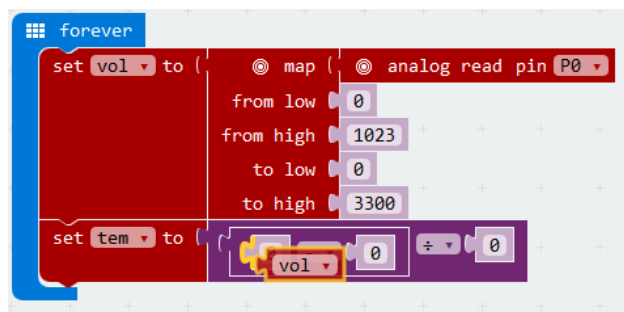 forever
set vol to ( map ( analog read pin P0
from low 0
from high 1023
to low 0
to high 3300
set tem to ( ( vol 0 ÷ 0